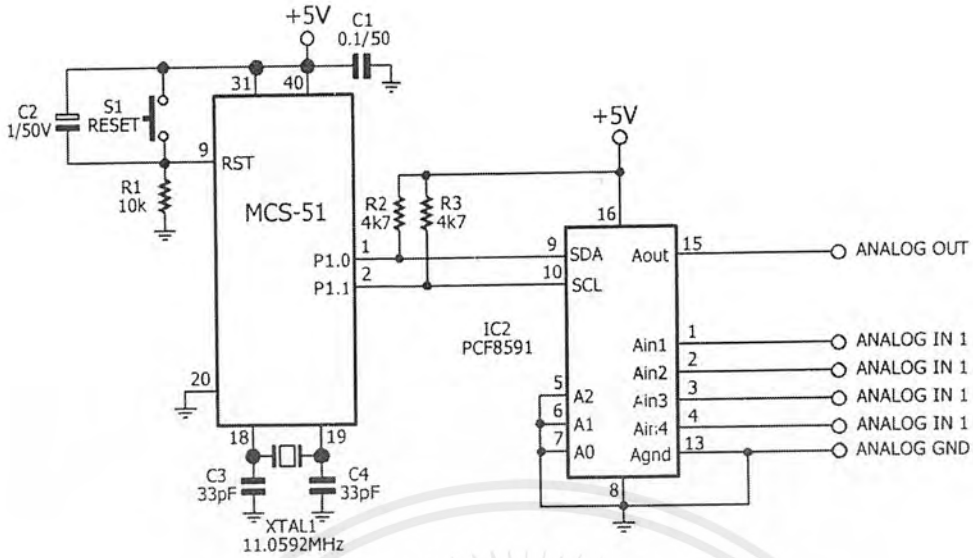 +5V
C1
0.1/50
31
40
C2
1/50V
S1
RESET
9
RST
R1
10k
MCS-51
R2
4k7
R3
4k7
+5V
16
P1.0
1
P1.1
2
9
SDA
10
SCL
Aout
15
ANALOG OUT
IC2
PCF8591
Ain1
1
ANALOG IN 1
Ain2
2
ANALOG IN 1
Ain3
3
ANALOG IN 1
Ain4
4
ANALOG IN 1
Agnd
13
ANALOG GND
5
A2
6
A1
7
A0
8
20
18
19
C3
33pF
C4
33pF
XTAL1
11.0592MHz